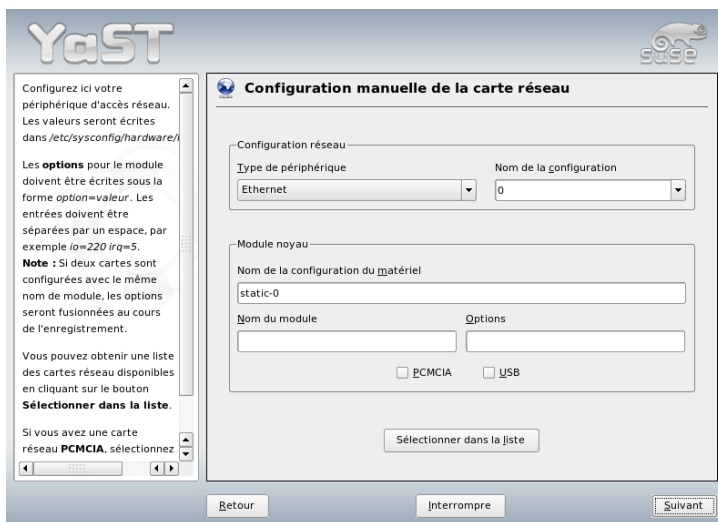 YaST
SUSE
Configurez ici votre
périphérique d'accès réseau.
Les valeurs seront écrites
dans /etc/sysconfig/hardware/
Les options pour le module
doivent être écrites sous la
forme option=valeur. Les
entrées doivent être
séparées par un espace, par
exemple io=220 irq=5.
Note : Si deux cartes sont
configurées avec le même
nom de module, les options
seront fusionnées au cours
de l'enregistrement.
Vous pouvez obtenir une liste
des cartes réseau disponibles
en cliquant sur le bouton
Sélectionner dans la liste.
Si vous avez une carte
réseau PCMCIA, sélectionnez
Configuration manuelle de la carte réseau
Configuration réseau
Type de périphérique
Nom de la configuration
Ethernet
0
Module noyau
Nom de la configuration du matériel
static-0
Nom du module
Options
PCMCIA
USB
Sélectionner dans la liste
Retour
Interrompre
Suivant